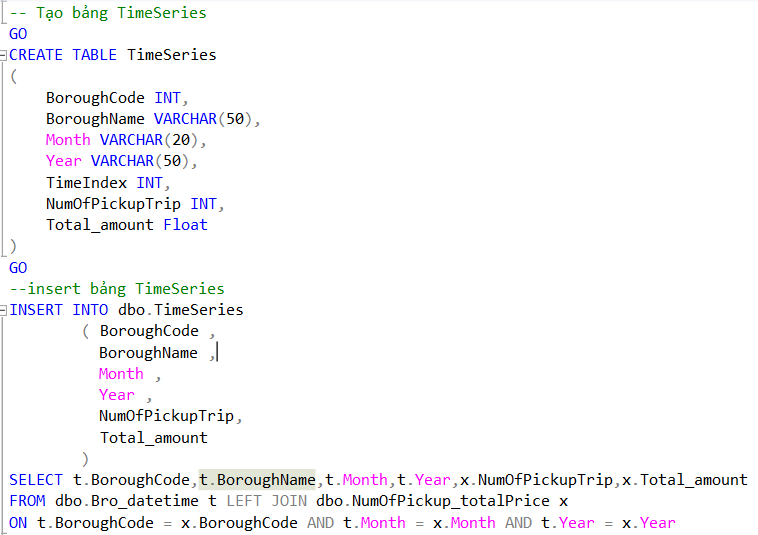 -- Tạo bảng TimeSeries
GO
CREATE TABLE TimeSeries
(
    BoroughCode INT,
    BoroughName VARCHAR(50),
    Month VARCHAR(20),
    Year VARCHAR(50),
    TimeIndex INT,
    NumOfPickupTrip INT,
    Total_amount Float
)
GO
--insert bảng TimeSeries
INSERT INTO dbo.TimeSeries
        ( BoroughCode ,
          BoroughName ,
          Month ,
          Year ,
          NumOfPickupTrip,
          Total_amount
        )
SELECT t.BoroughCode,t.BoroughName,t.Month,t.Year,x.NumOfPickupTrip,x.Total_amount
FROM dbo.Bro_datetime t LEFT JOIN dbo.NumOfPickup_totalPrice x
ON t.BoroughCode = x.BoroughCode AND t.Month = x.Month AND t.Year = x.Year